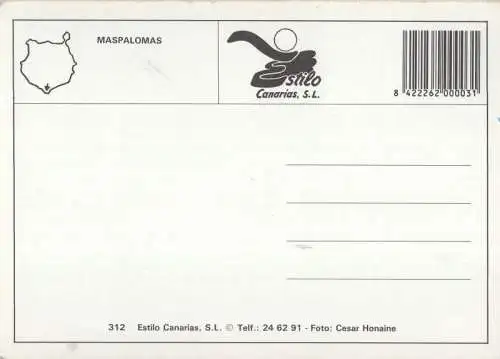 MASPALOMAS
Estilo
Canarias, S.L.
8 422262 000031
312 Estilo Canarias, S.L. © Telf.: 24 62 91 - Foto: Cesar Honaine